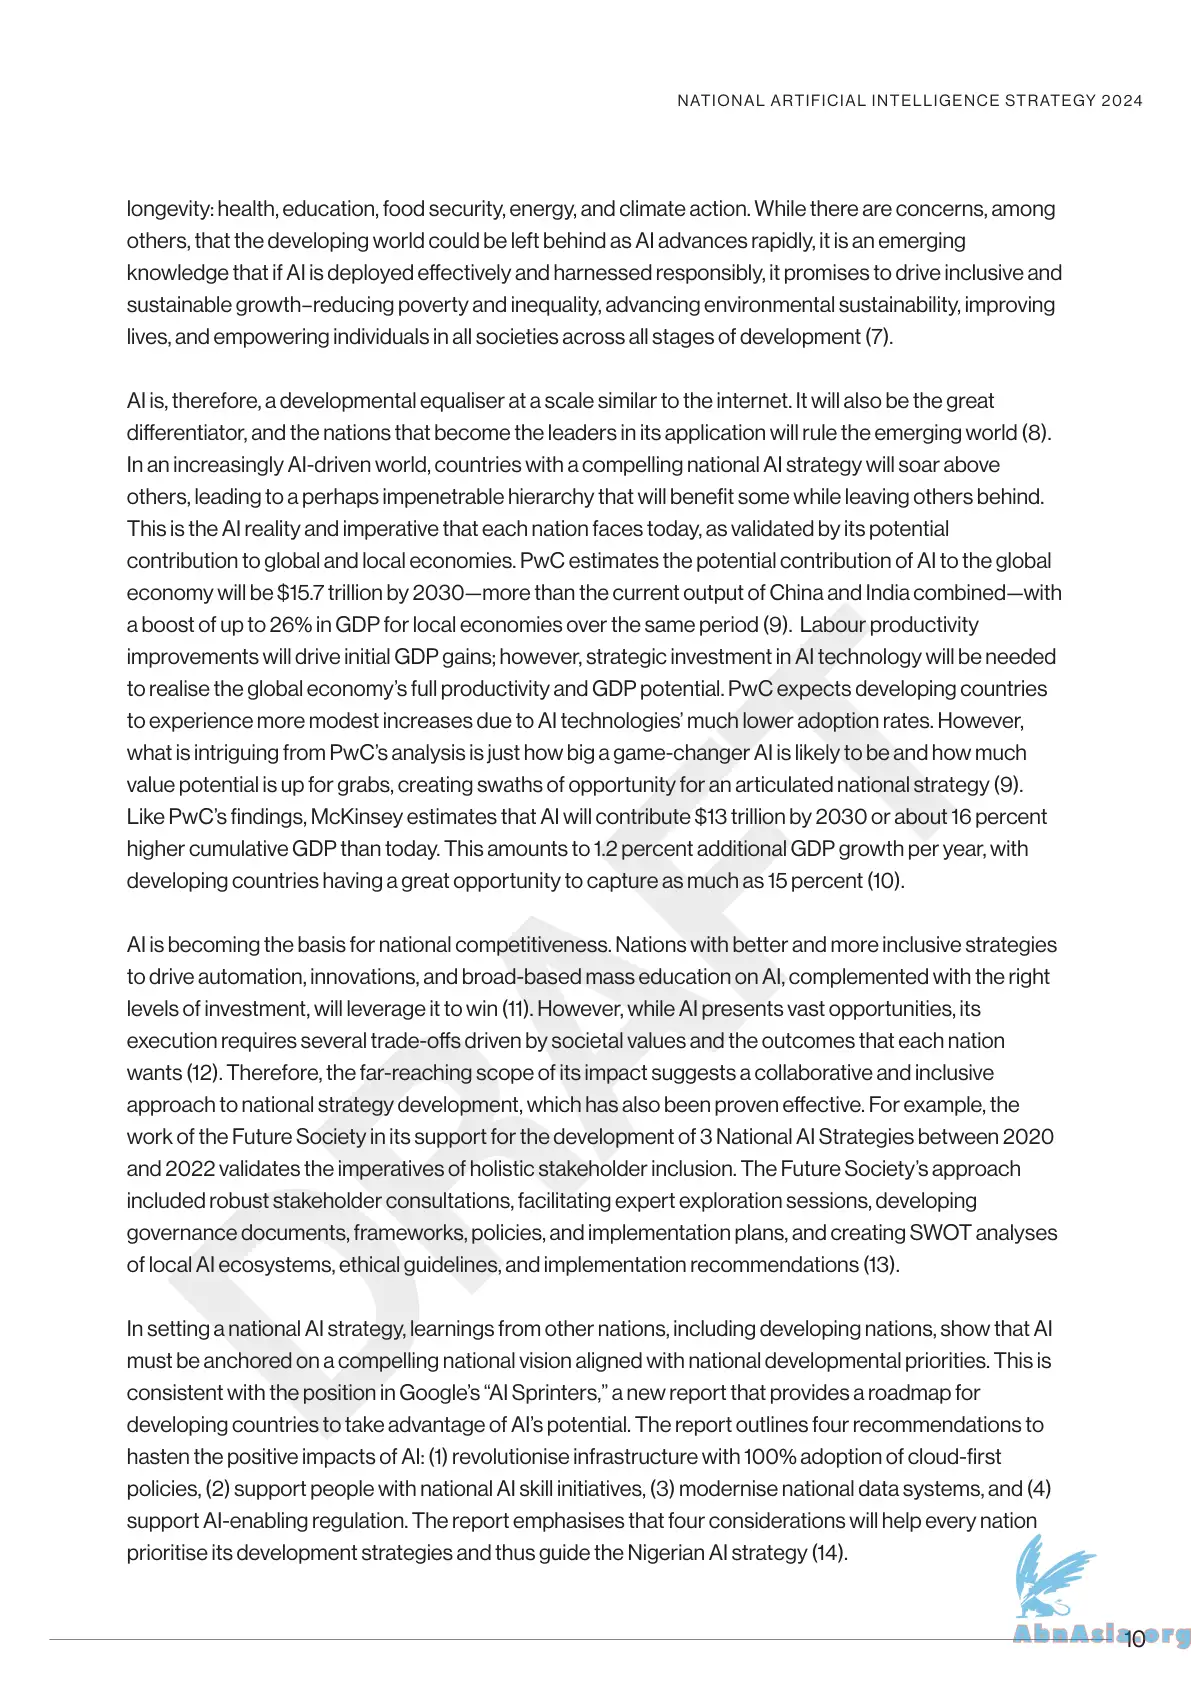 NATIONAL ARTIFICIAL INTELLIGENCE STRATEGY 2024
longevity: health, education, food security, energy, and climate action. While there are concerns, among
others, that the developing world could be left behind as AI advances rapidly, it is an emerging
knowledge that if AI is deployed effectively and harnessed responsibly, it promises to drive inclusive and
sustainable growth–reducing poverty and inequality, advancing environmental sustainability, improving
lives, and empowering individuals in all societies across all stages of development (7).
AI is, therefore, a developmental equaliser at a scale similar to the internet. It will also be the great
differentiator, and the nations that become the leaders in its application will rule the emerging world (8).
In an increasingly AI-driven world, countries with a compelling national AI strategy will soar above
others, leading to a perhaps impenetrable hierarchy that will benefit some while leaving others behind.
This is the AI reality and imperative that each nation faces today, as validated by its potential
contribution to global and local economies. PwC estimates the potential contribution of AI to the global
economy will be $15.7 trillion by 2030—more than the current output of China and India combined—with
a boost of up to 26% in GDP for local economies over the same period (9). Labour productivity
improvements will drive initial GDP gains; however, strategic investment in AI technology will be needed
to realise the global economy’s full productivity and GDP potential. PwC expects developing countries
to experience more modest increases due to AI technologies’ much lower adoption rates. However,
what is intriguing from PwC’s analysis is just how big a game-changer AI is likely to be and how much
value potential is up for grabs, creating swaths of opportunity for an articulated national strategy (9).
Like PwC’s findings, McKinsey estimates that AI will contribute $13 trillion by 2030 or about 16 percent
higher cumulative GDP than today. This amounts to 1.2 percent additional GDP growth per year, with
developing countries having a great opportunity to capture as much as 15 percent (10).
AI is becoming the basis for national competitiveness. Nations with better and more inclusive strategies
to drive automation, innovations, and broad-based mass education on AI, complemented with the right
levels of investment, will leverage it to win (11). However, while AI presents vast opportunities, its
execution requires several trade-offs driven by societal values and the outcomes that each nation
wants (12). Therefore, the far-reaching scope of its impact suggests a collaborative and inclusive
approach to national strategy development, which has also been proven effective. For example, the
work of the Future Society in its support for the development of 3 National AI Strategies between 2020
and 2022 validates the imperatives of holistic stakeholder inclusion. The Future Society’s approach
included robust stakeholder consultations, facilitating expert exploration sessions, developing
governance documents, frameworks, policies, and implementation plans, and creating SWOT analyses
of local AI ecosystems, ethical guidelines, and implementation recommendations (13).
In setting a national AI strategy, learnings from other nations, including developing nations, show that AI
must be anchored on a compelling national vision aligned with national developmental priorities. This is
consistent with the position in Google’s “AI Sprinters,” a new report that provides a roadmap for
developing countries to take advantage of AI’s potential. The report outlines four recommendations to
hasten the positive impacts of AI: (1) revolutionise infrastructure with 100% adoption of cloud-first
policies, (2) support people with national AI skill initiatives, (3) modernise national data systems, and (4)
support AI-enabling regulation. The report emphasises that four considerations will help every nation
prioritise its development strategies and thus guide the Nigerian AI strategy (14).
DRAFT
AbnAsia.org
10